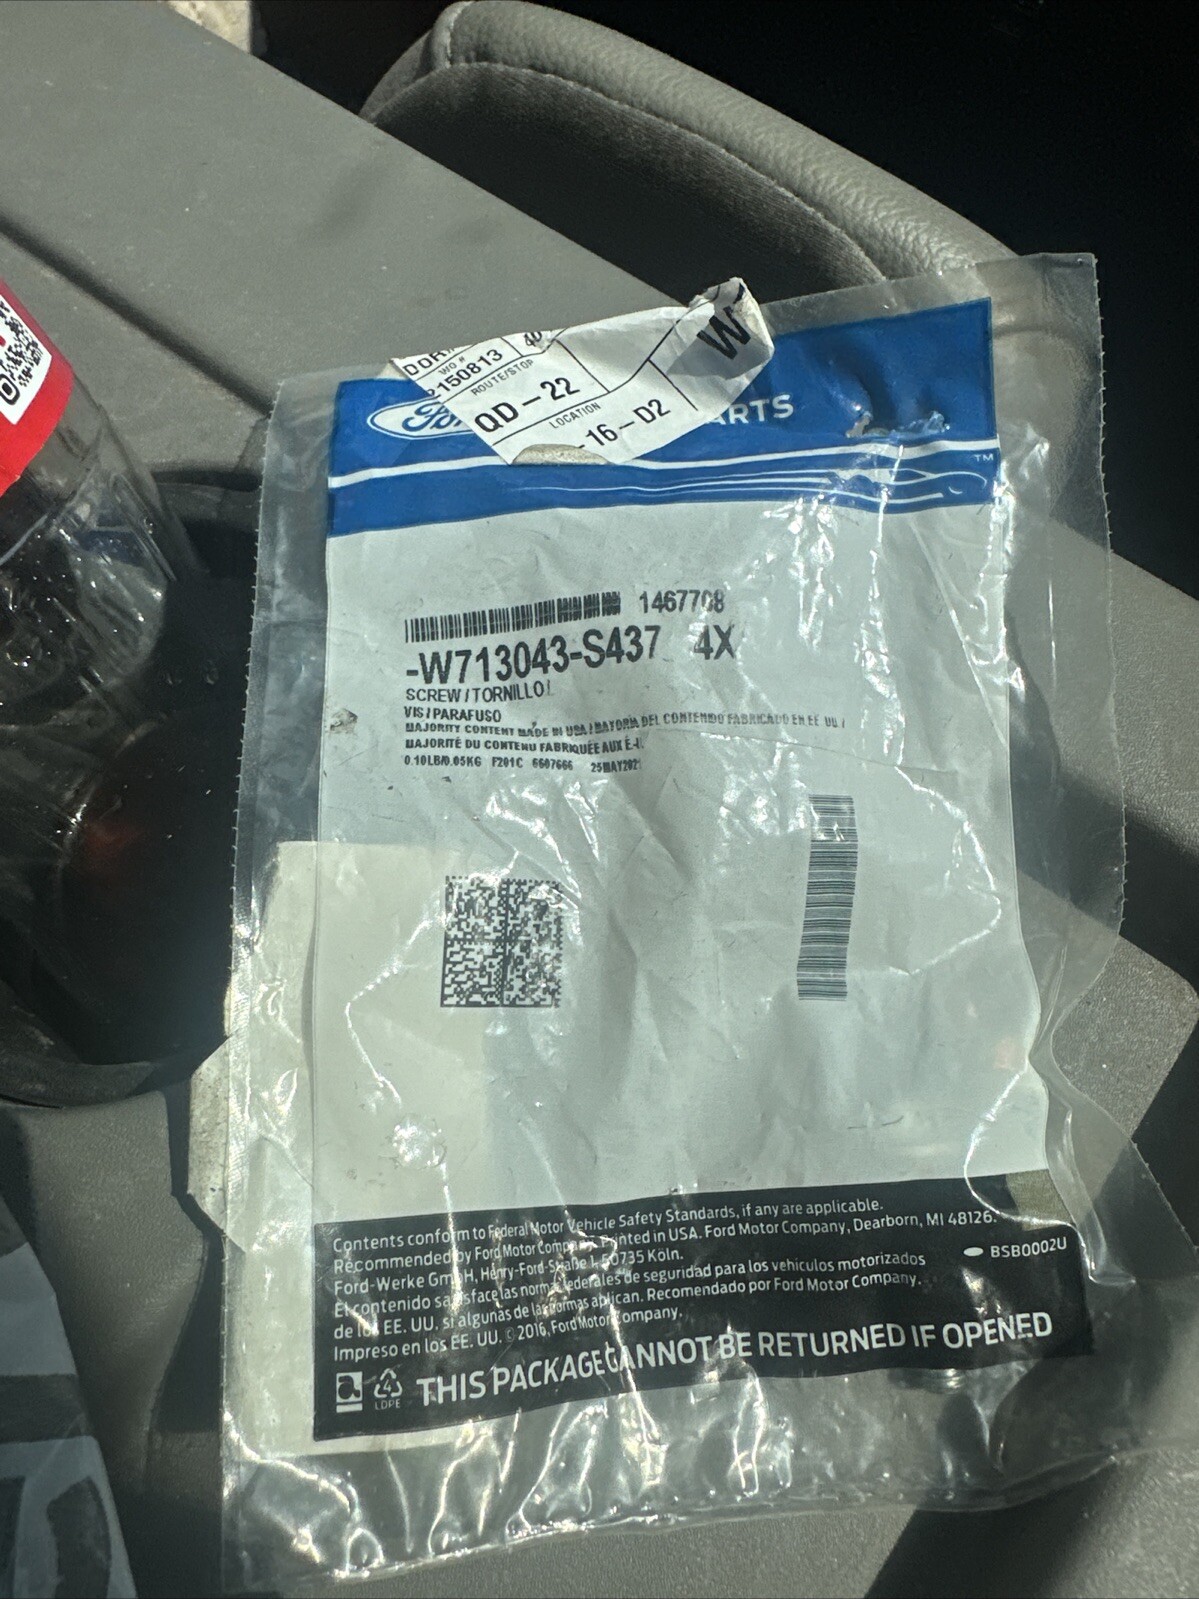 WO #
2150813
ROUTE/STOP
QD-22
LOCATION
-16-D2
W
ARTS
TM
1467708
-W713043-S437 4X
SCREW / TORNILLO
VIS / PARAFUSO
MAJORITY CONTENT MADE IN USA / MAYORIA DEL CONTENIDO FABRICADO EN EE. UU. /
MAJORITÉ DU CONTENU FABRIQUÉE AUX É.-
0.10LB/0.05KG F201C 6607666 25MAY202
Contents conform to Federal Motor Vehicle Safety Standards, if any are applicable.
Recommended by Ford Motor Company. Printed in USA. Ford Motor Company, Dearborn, MI 48126.
Ford-Werke GmbH, Henry-Ford-Straße 1, 50735 Köln.
El contenido satisface las normas federales de seguridad para los vehículos motorizados
de los EE. UU. si algunas de las normas aplican. Recomendado por Ford Motor Company.
Impreso en los EE. UU. © 2016, Ford Motor Company.
BSB0002U
4
LDPE
THIS PACKAGE CANNOT BE RETURNED IF OPENED